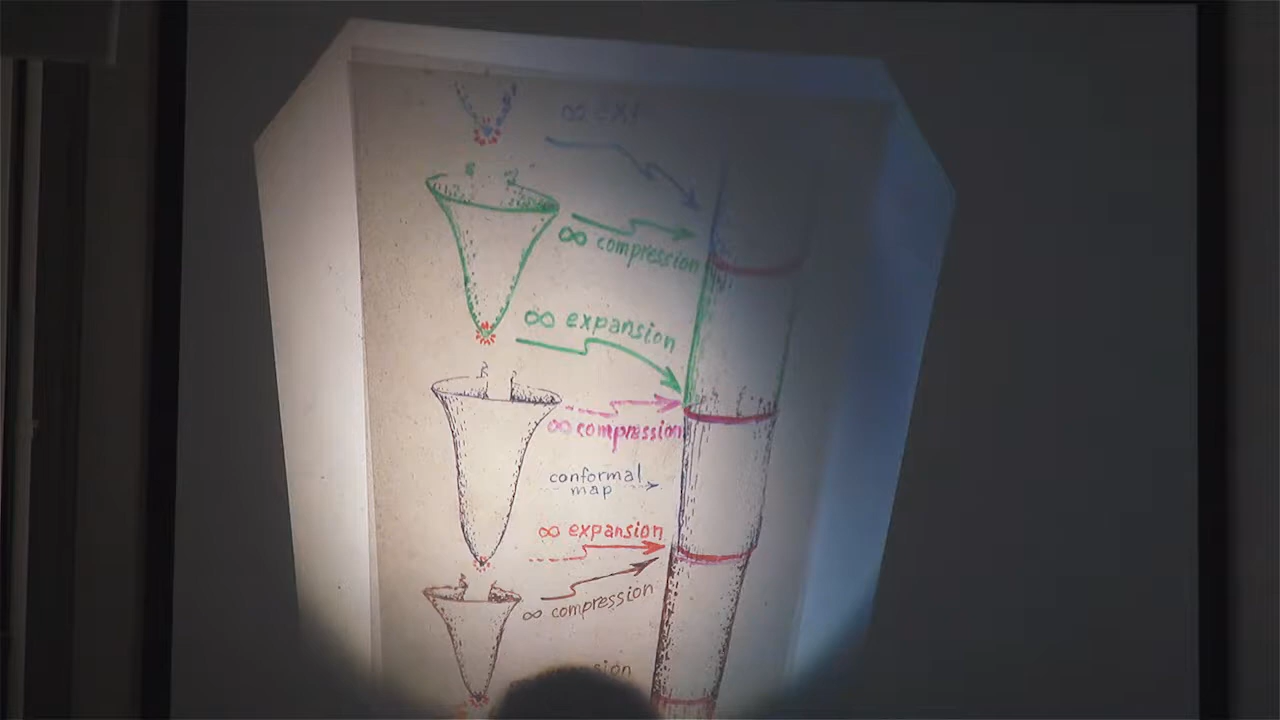 ∞ compression
∞ expansion
∞ compression
conformal
map
∞ expansion
∞ compression